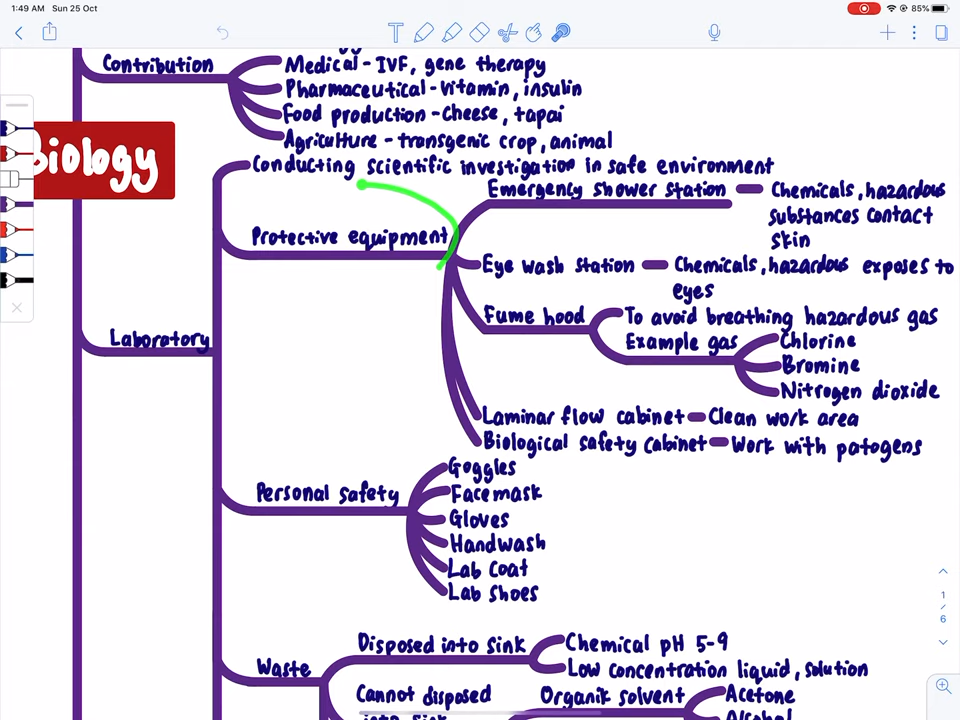 1:49 AM Sun 25 Oct
85%
Contribution
Medical - IVF, gene therapy
Pharmaceutical - vitamin, insulin
Food production - cheese, tapai
Agriculture - transgenic crop, animal
Biology
Conducting scientific investigation in safe environment
Protective equipment
Emergency shower station
Chemicals, hazardous
substances contact
skin
Eye wash station
Chemicals, hazardous exposes to
eyes
Fume hood
To avoid breathing hazardous gas
Example gas
Chlorine
Bromine
Nitrogen dioxide
Laminar flow cabinet
Clean work area
Biological safety cabinet
Work with patogens
Laboratory
Personal safety
Goggles
Facemask
Gloves
Handwash
Lab coat
Lab shoes
Waste
Disposed into sink
Chemical pH 5-9
Low concentration liquid, solution
Cannot disposed
into sink
Organik solvent
Acetone
Alcohol
1
/
6